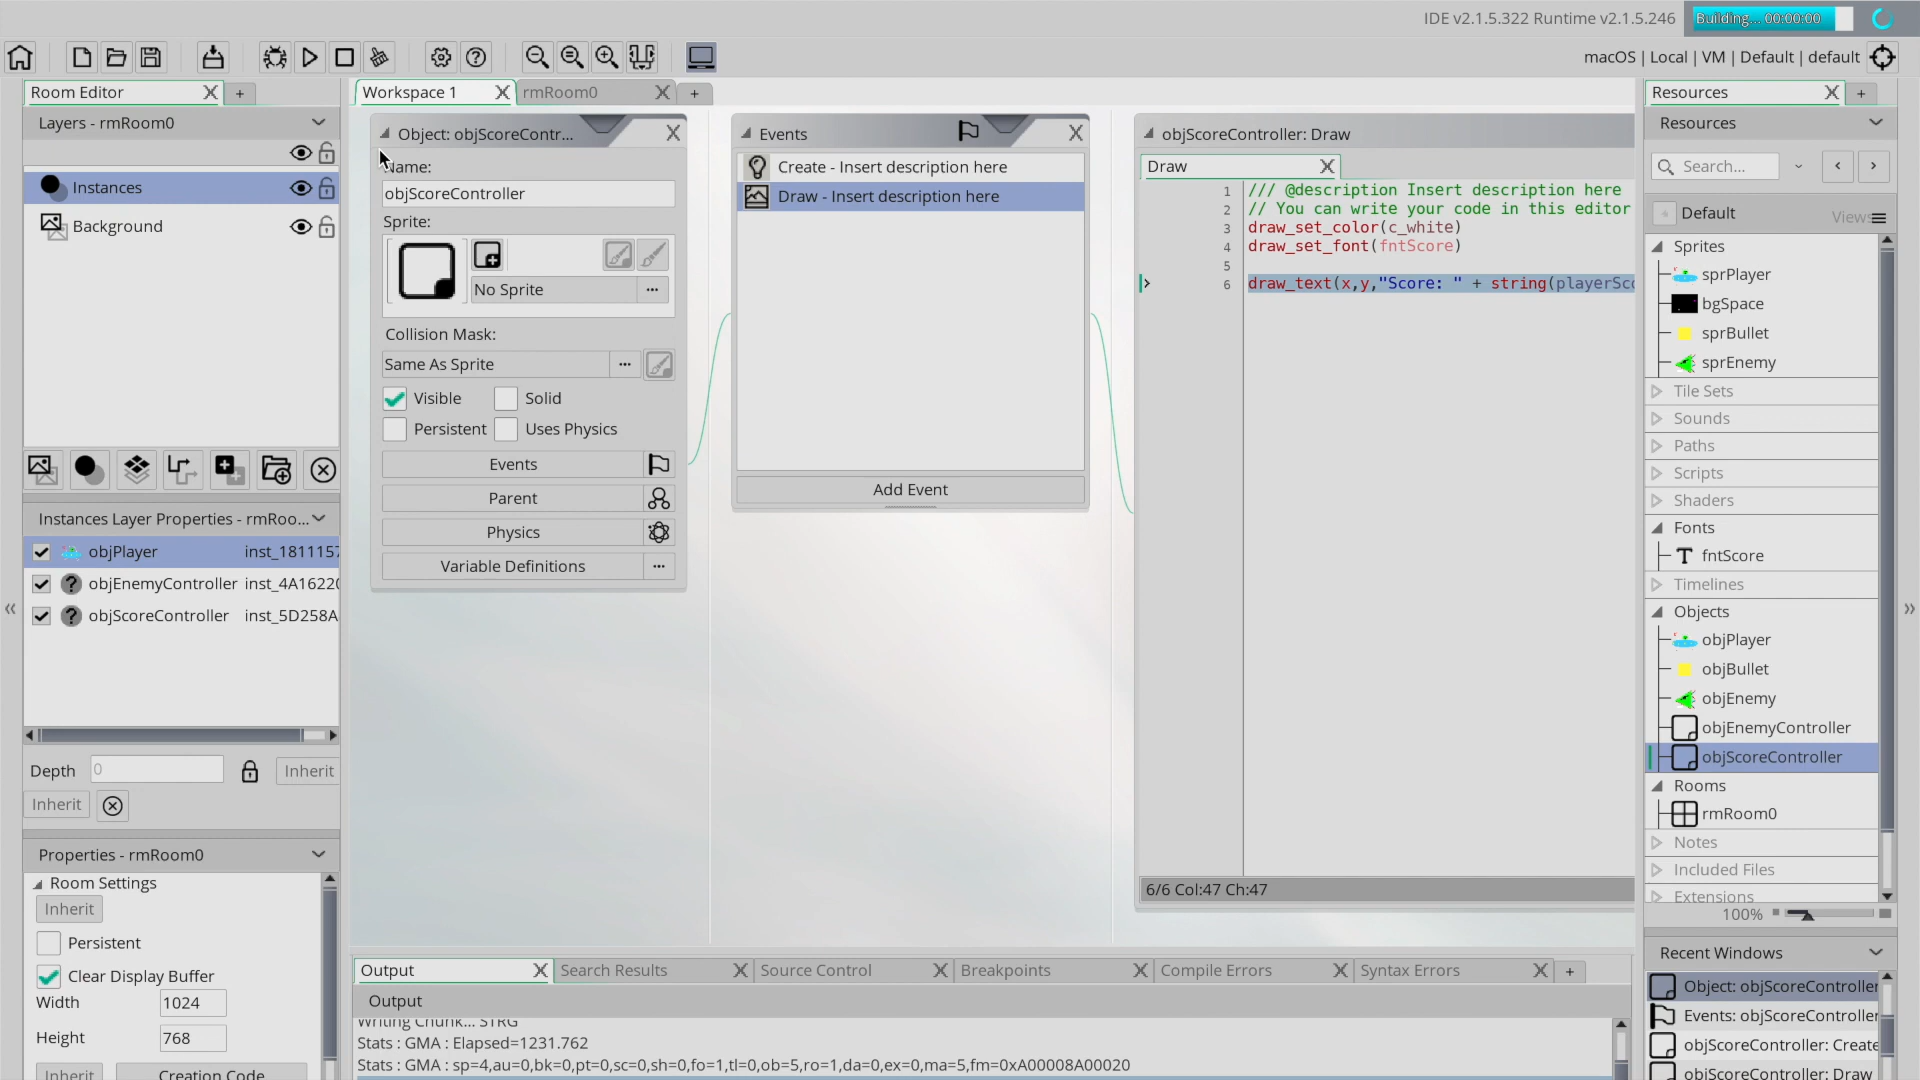 IDE v2.1.5.322 Runtime v2.1.5.246
Building... 00:00:00
macOS | Local | VM | Default | default
Room Editor
Layers - rmRoom0
Instances
Background
Instances Layer Properties - rmRoo...
objPlayer inst_1811157
objEnemyController inst_4A16220
objScoreController inst_5D258A
Depth 0 Inherit
Inherit
Properties - rmRoom0
Room Settings
Inherit
Persistent
Clear Display Buffer
Width 1024
Height 768
Inherit Creation Code
Workspace 1
rmRoom0
Object: objScoreContr...
Name:
objScoreController
Sprite:
No Sprite
Collision Mask:
Same As Sprite
Visible Solid
Persistent Uses Physics
Events
Parent
Physics
Variable Definitions
Events
Create - Insert description here
Draw - Insert description here
Add Event
objScoreController: Draw
Draw
1 /// @description Insert description here
2 // You can write your code in this editor
3 draw_set_color(c_white)
4 draw_set_font(fntScore)
5
6 draw_text(x,y,"Score: " + string(playerSco
6/6 Col:47 Ch:47
Output
Search Results
Source Control
Breakpoints
Compile Errors
Syntax Errors
Output
Writing Chunk... STRG
Stats : GMA : Elapsed=1231.762
Stats : GMA : sp=4,au=0,bk=0,pt=0,sc=0,sh=0,fo=1,tl=0,ob=5,ro=1,da=0,ex=0,ma=5,fm=0xA00008A00020
Resources
Resources
Search...
Default
Views
Sprites
sprPlayer
bgSpace
sprBullet
sprEnemy
Tile Sets
Sounds
Paths
Scripts
Shaders
Fonts
fntScore
Timelines
Objects
objPlayer
objBullet
objEnemy
objEnemyController
objScoreController
Rooms
rmRoom0
Notes
Included Files
Extensions
100%
Recent Windows
Object: objScoreController
Events: objScoreController
objScoreController: Create
objScoreController: Draw